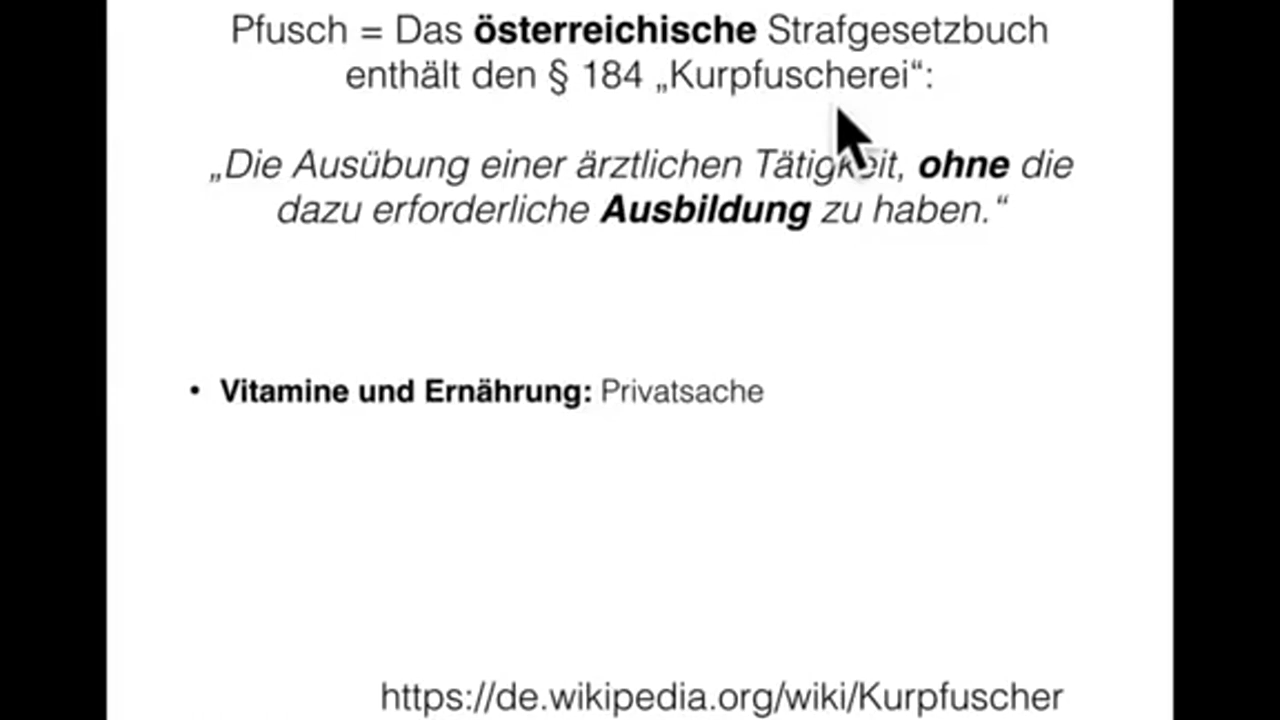 Pfusch = Das österreichische Strafgesetzbuch
enthält den § 184 „Kurpfuscherei“:
„Die Ausübung einer ärztlichen Tätigkeit, ohne die
dazu erforderliche Ausbildung zu haben.“
• Vitamine und Ernährung: Privatsache
https://de.wikipedia.org/wiki/Kurpfuscher